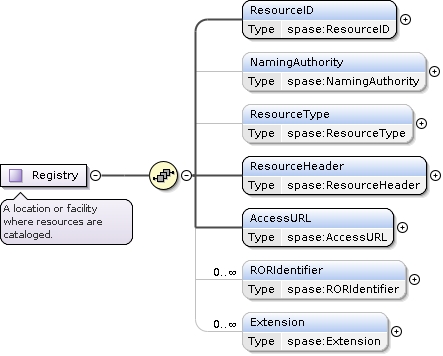 ResourceID
Type spase:ResourceID
NamingAuthority
Type spase:NamingAuthority
ResourceType
Type spase:ResourceType
Registry
A location or facility
where resources are
cataloged.
ResourceHeader
Type spase:ResourceHeader
AccessURL
Type spase:AccessURL
0..∞
RORIdentifier
Type spase:RORIdentifier
0..∞
Extension
Type spase:Extension